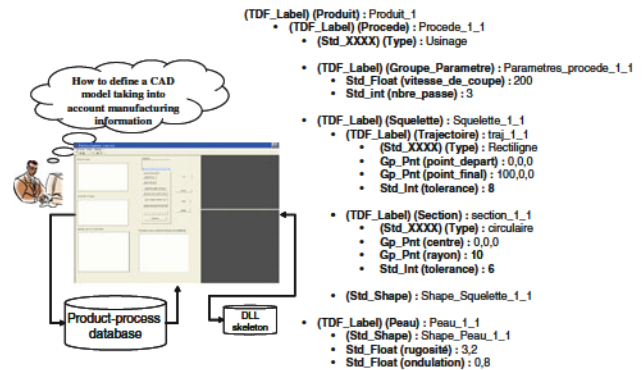 How to define a CAD
model taking into
account manufacturing
information
Product-process
database
DLL
skeleton
(TDF_Label) (Produit) : Produit_1
• (TDF_Label) (Procede) : Procede_1_1
• (Std_XXXX) (Type) : Usinage
• (TDF_Label) (Groupe_Parametre) : Parametres_procede_1_1
• Std_Float (vitesse_de_coupe) : 200
• Std_int (nbre_passe) : 3
• (TDF_Label) (Squelette) : Squelette_1_1
• (TDF_Label) (Trajectoire) : traj_1_1
• (Std_XXXX) (Type) : Rectiligne
• Gp_Pnt (point_depart) : 0,0,0
• Gp_Pnt (point_final) : 100,0,0
• Std_Int (tolerance) : 8
• (TDF_Label) (Section) : section_1_1
• (Std_XXXX) (Type) : circulaire
• Gp_Pnt (centre) : 0,0,0
• Gp_Pnt (rayon) : 10
• Std_Int (tolerance) : 6
• (Std_Shape) : Shape_Squelette_1_1
• (TDF_Label) (Peau) : Peau_1_1
• (Std_Shape) : Shape_Peau_1_1
• Std_Float (rugosité) : 3,2
• Std_Float (ondulation) : 0,8